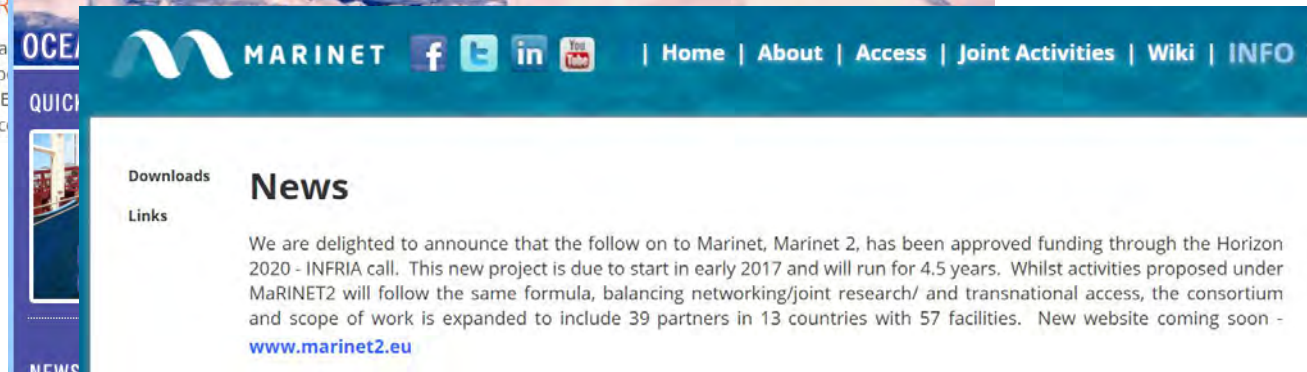 OCEA
MARINET f t in You Tube | Home | About | Access | Joint Activities | Wiki | INFO
QUICK
Downloads
Links
News
We are delighted to announce that the follow on to Marinet, Marinet 2, has been approved funding through the Horizon
2020 - INFRIA call. This new project is due to start in early 2017 and will run for 4.5 years. Whilst activities proposed under
MaRINET2 will follow the same formula, balancing networking/joint research/ and transnational access, the consortium
and scope of work is expanded to include 39 partners in 13 countries with 57 facilities. New website coming soon -
www.marinet2.eu
NEWS